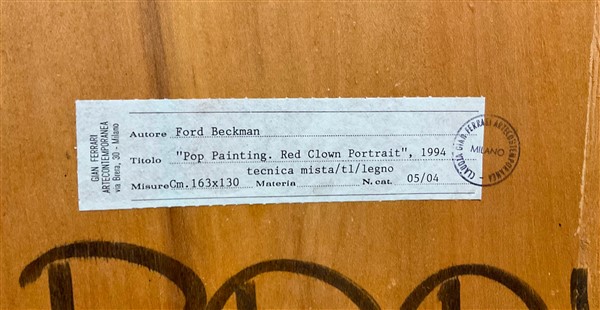 GIAN FERRARI
ARTECONTEMPORANEA
via Brera, 30 - Milano
Autore Ford Beckman
Titolo "Pop Painting. Red Clown Portrait", 1994
tecnica mista/tl/legno
Misure Cm.163x130 Materia N. cat. 05/04
CLAUDIA GIAN FERRARI ARTECONTEMPORANEA
MILANO